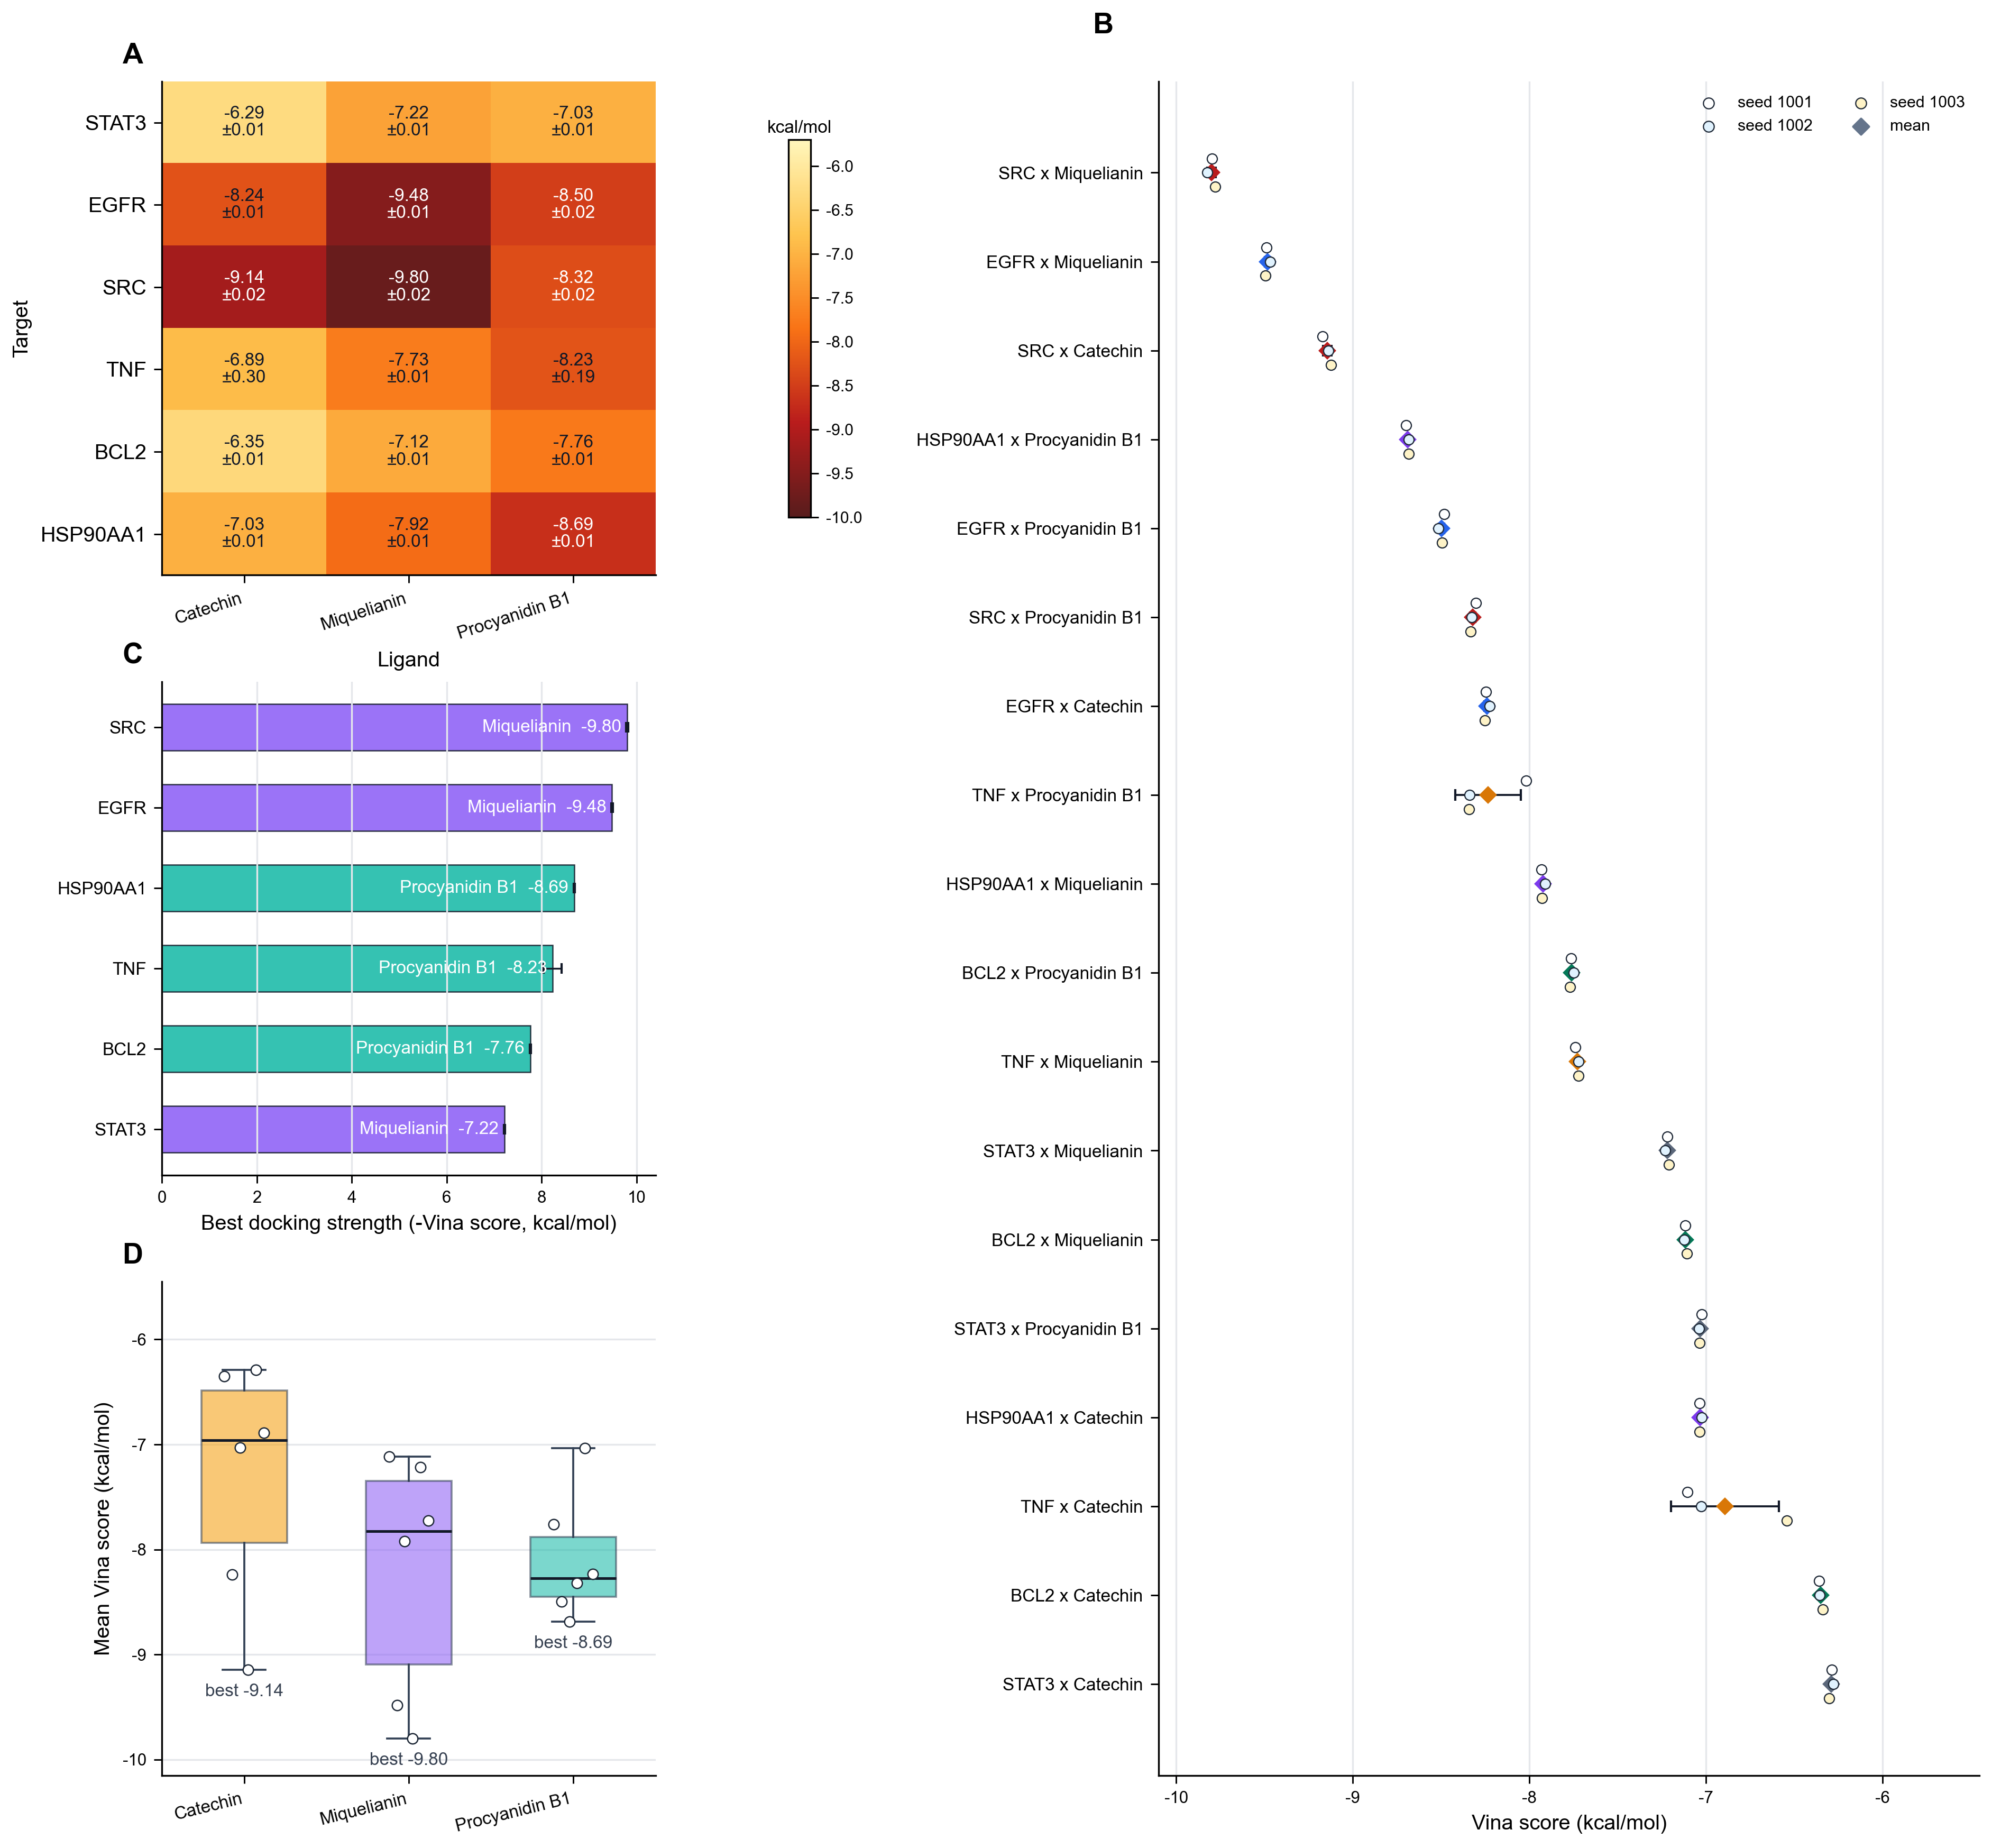 A
kcal/mol
STAT3
EGFR
SRC
TNF
BCL2
HSP90AA1
Target
-6.29
±0.01
-7.22
±0.01
-7.03
±0.01
-8.24
±0.01
-9.48
±0.01
-8.50
±0.02
-9.14
±0.02
-9.80
±0.02
-8.32
±0.02
-6.89
±0.30
-7.73
±0.01
-8.23
±0.19
-6.35
±0.01
-7.12
±0.01
-7.76
±0.01
-7.03
±0.01
-7.92
±0.01
-8.69
±0.01
Catechin
Miquelianin
Procyanidin B1
Ligand
-6.0
-6.5
-7.0
-7.5
-8.0
-8.5
-9.0
-9.5
-10.0
B
seed 1001
seed 1002
seed 1003
mean
SRC x Miquelianin
EGFR x Miquelianin
SRC x Catechin
HSP90AA1 x Procyanidin B1
EGFR x Procyanidin B1
SRC x Procyanidin B1
EGFR x Catechin
TNF x Procyanidin B1
HSP90AA1 x Miquelianin
BCL2 x Procyanidin B1
TNF x Miquelianin
STAT3 x Miquelianin
BCL2 x Miquelianin
STAT3 x Procyanidin B1
HSP90AA1 x Catechin
TNF x Catechin
BCL2 x Catechin
STAT3 x Catechin
-10
-9
-8
-7
-6
Vina score (kcal/mol)
C
SRC
Miquelianin -9.80
EGFR
Miquelianin -9.48
HSP90AA1
Procyanidin B1 -8.69
TNF
Procyanidin B1 -8.23
BCL2
Procyanidin B1 -7.76
STAT3
Miquelianin -7.22
0
2
4
6
8
10
Best docking strength (-Vina score, kcal/mol)
D
Mean Vina score (kcal/mol)
-6
-7
-8
-9
-10
best -9.14
best -9.80
best -8.69
Catechin
Miquelianin
Procyanidin B1